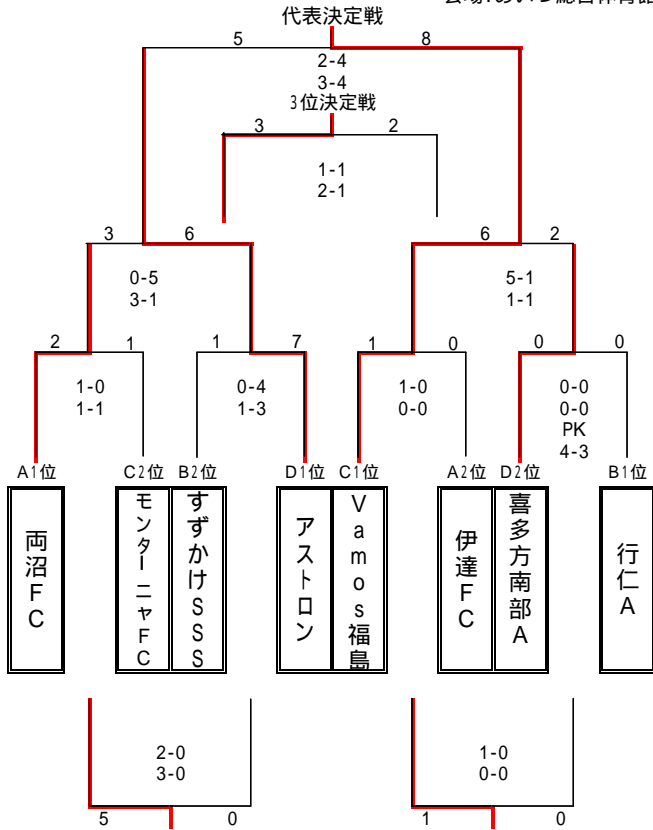 代表決定戦
5 8
2-4
3-4
3位決定戦
3 2
1-1
2-1
3 6 6 2
0-5 5-1
3-1 1-1
2 1 1 7 1 0 0 0
1-0 0-4 1-0 0-0
1-1 1-3 0-0 0-0
PK
4-3
A1位 C2位 B2位 D1位 C1位 A2位 D2位 B1位
両沼FC
モンターニャFC
すずかけSSS
アストロン
Vamos福島
伊達FC
喜多方南部A
行仁A
2-0 1-0
3-0 0-0
5 0 1 0